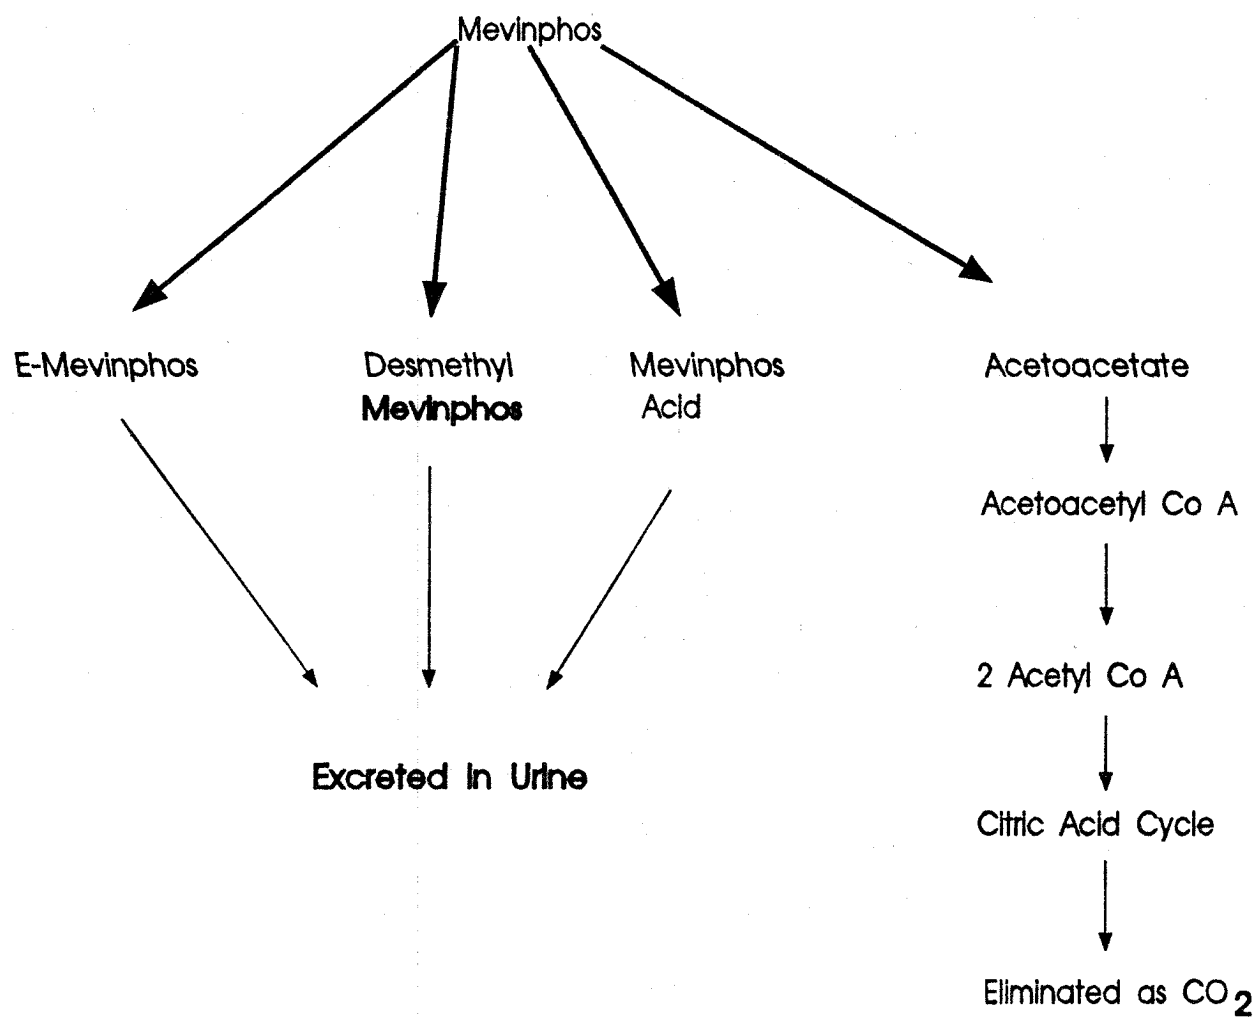 Mevinphos
E-Mevinphos
Desmethyl
Mevinphos
Mevinphos
Acid
Acetoacetate
Acetoacetyl Co A
2 Acetyl Co A
Citric Acid Cycle
Eliminated as CO2
Excreted in Urine